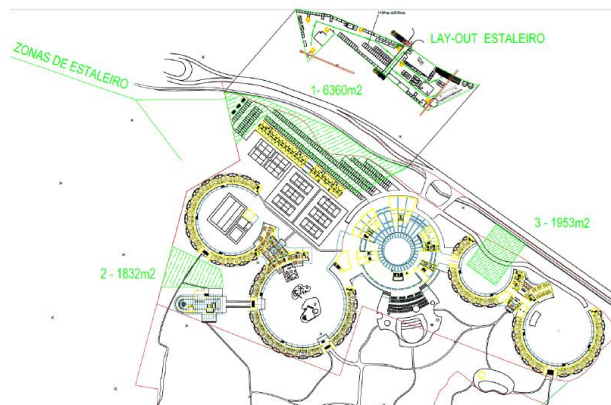 LAY-OUT ESTALEIRO
ZONAS DE ESTALEIRO
1- 6360m2
3 - 1953m2
2 - 1832m2